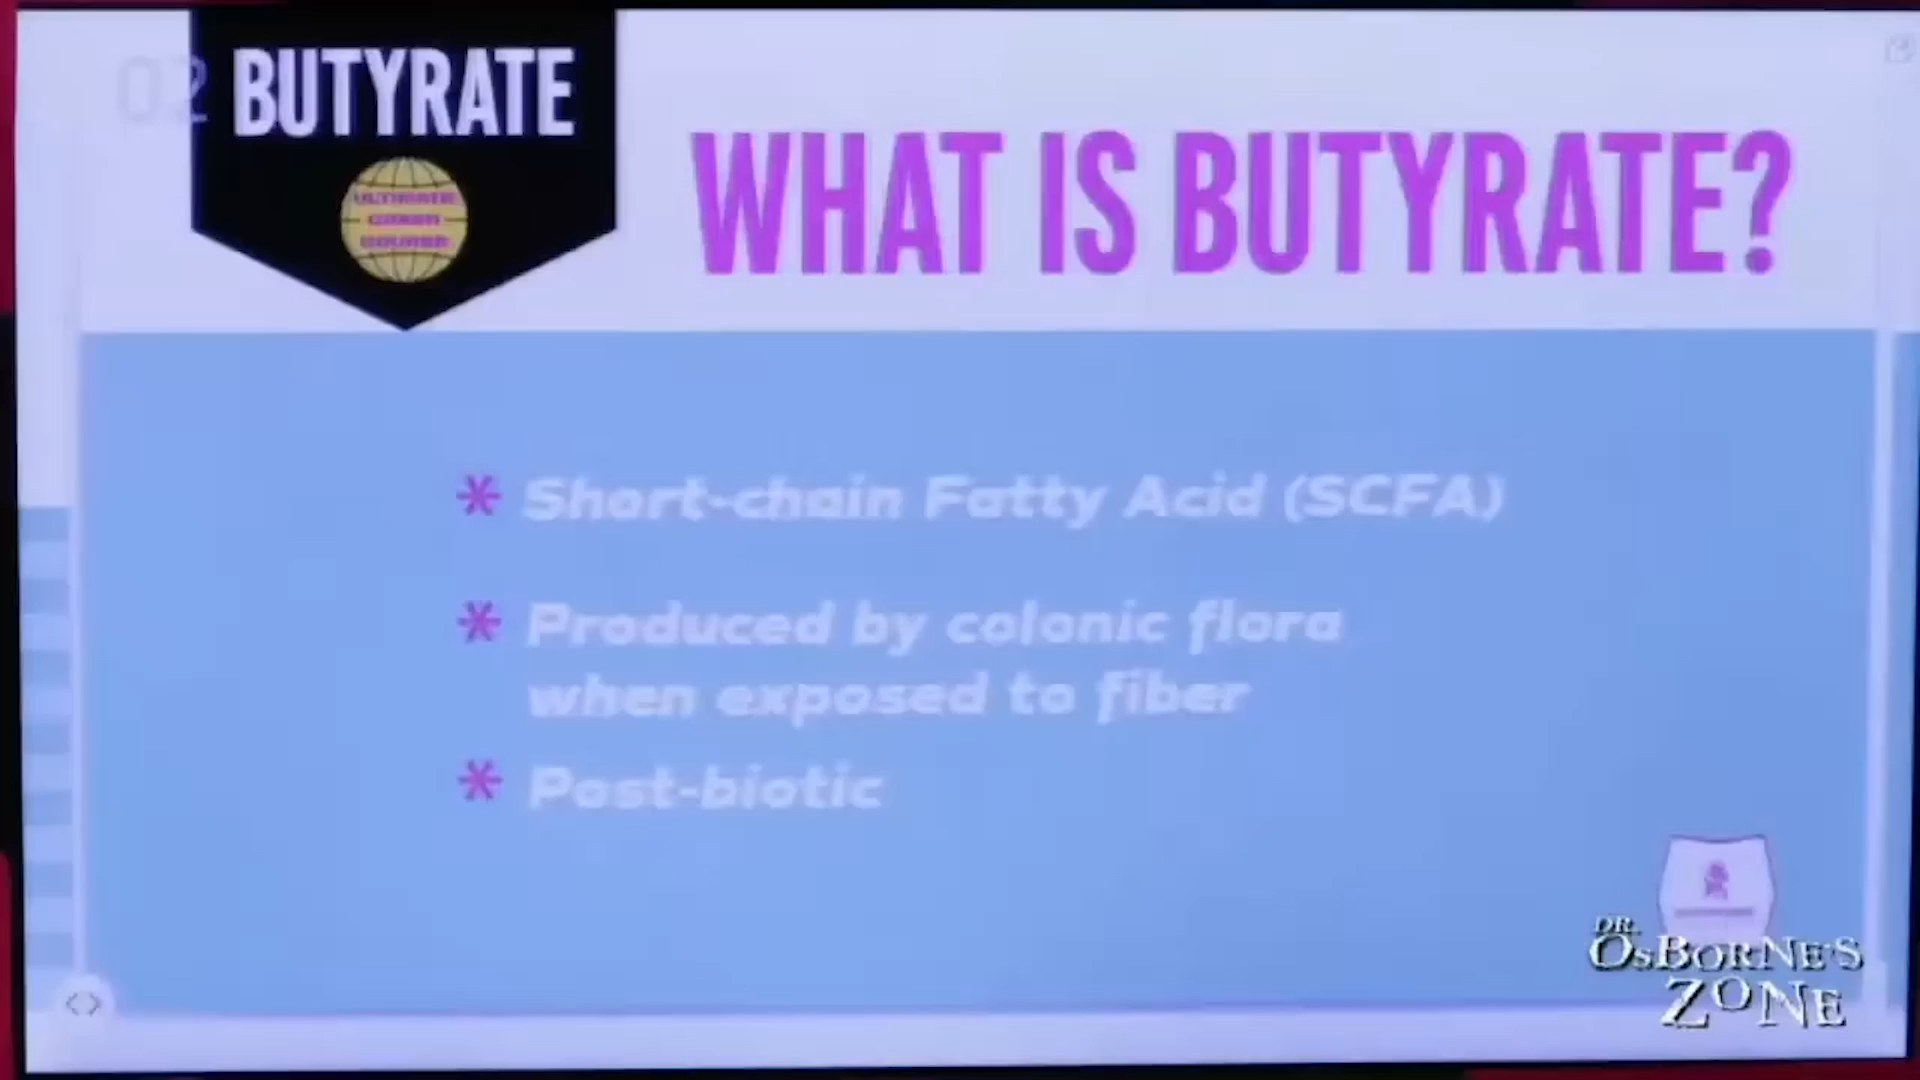 02 BUTYRATE
WHAT IS BUTYRATE?
* Short-chain Fatty Acid (SCFA)
* Produced by colonic flora
when exposed to fiber
* Post-biotic
DR.
OSBORNE'S
ZONE